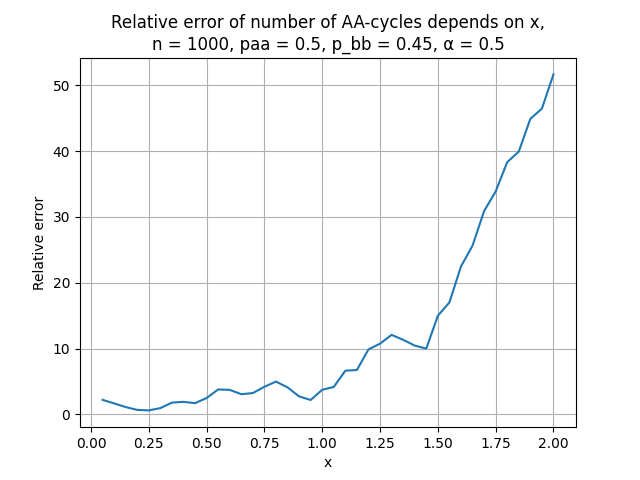 Relative error of number of AA-cycles depends on x,
n = 1000, paa = 0.5, p_bb = 0.45, α = 0.5
50
40
30
20
10
0
Relative error
0.00 0.25 0.50 0.75 1.00 1.25 1.50 1.75 2.00
x